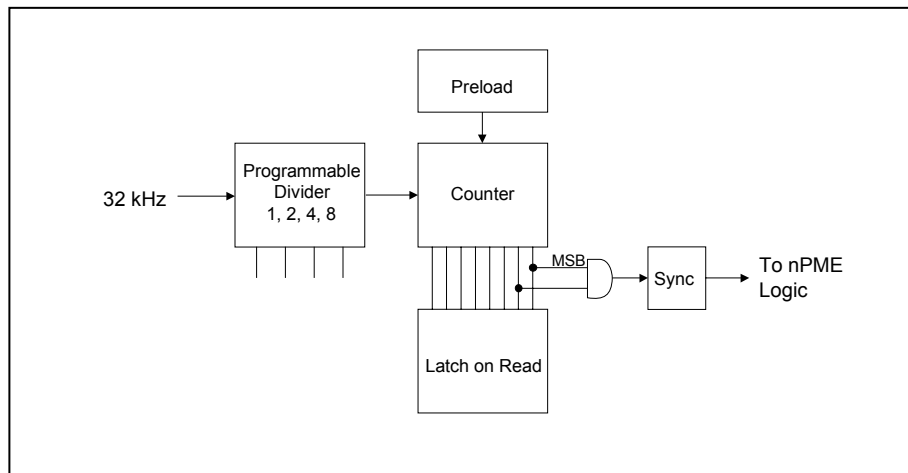 Preload
Programmable
Divider
1, 2, 4, 8
32 kHz
Counter
MSB
Sync
To nPME
Logic
Latch on Read